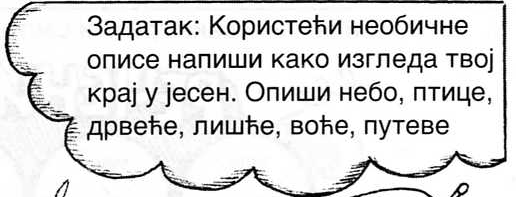 Задатак: Користећи необичне
описе напиши како изгледа твој
крај у јесен. Опиши небо, птице,
дрвеће, лишће, воће, путеве